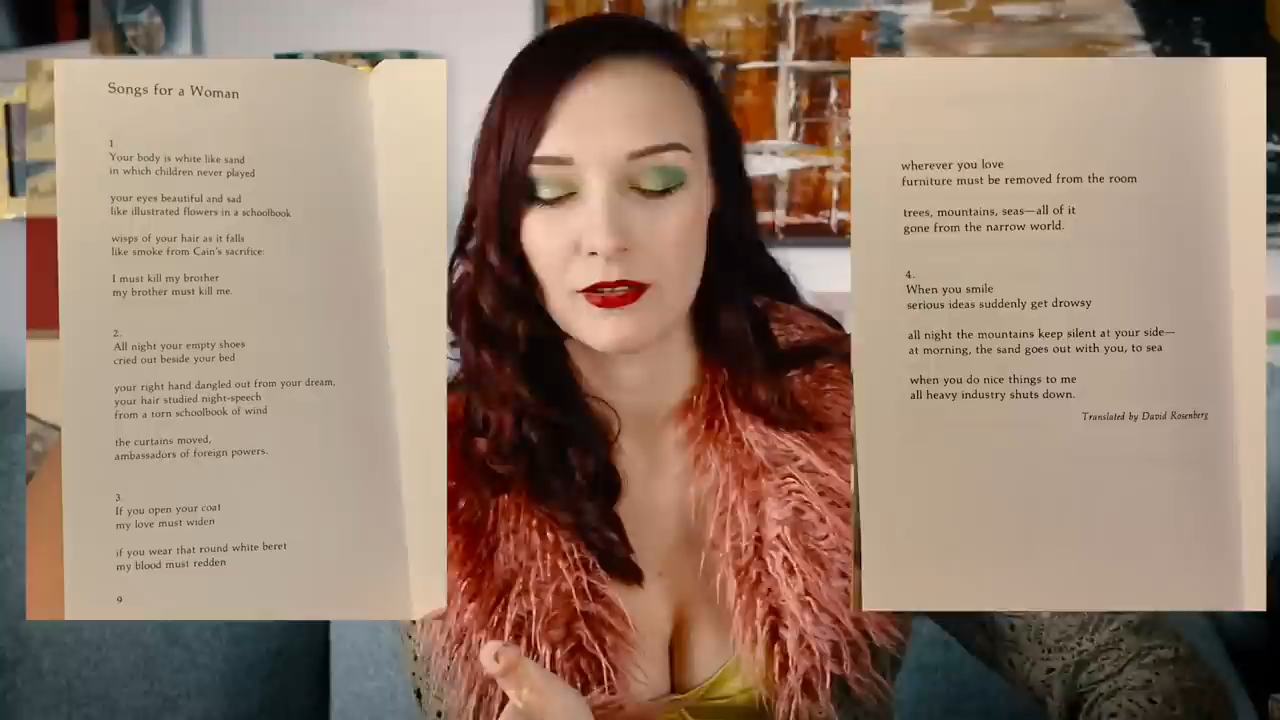 Songs for a Woman
1
Your body is white like sand
in which children never played
your eyes beautiful and sad
like illustrated flowers in a schoolbook
wisps of your hair as it falls
like smoke from Cain's sacrifice:
I must kill my brother
my brother must kill me.
2.
All night your empty shoes
cried out beside your bed
your right hand dangled out from your dream,
your hair studied night-speech
from a torn schoolbook of wind
the curtains moved,
ambassadors of foreign powers.
3.
If you open your coat
my love must widen
if you wear that round white beret
my blood must redden
9
wherever you love
furniture must be removed from the room
trees, mountains, seas—all of it
gone from the narrow world.
4.
When you smile
serious ideas suddenly get drowsy
all night the mountains keep silent at your side—
at morning, the sand goes out with you, to sea
when you do nice things to me
all heavy industry shuts down.
Translated by David Rosenberg